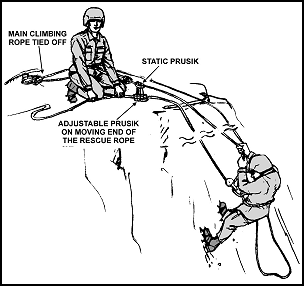 MAIN CLIMBING
ROPE TIED OFF
STATIC PRUSIK
ADJUSTABLE PRUSIK
ON MOVING END OF
THE RESCUE ROPE